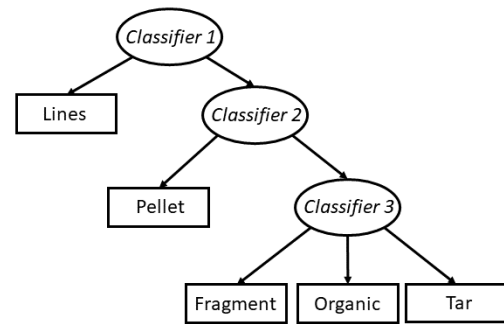 Classifier 1
Lines
Classifier 2
Pellet
Classifier 3
Fragment
Organic
Tar